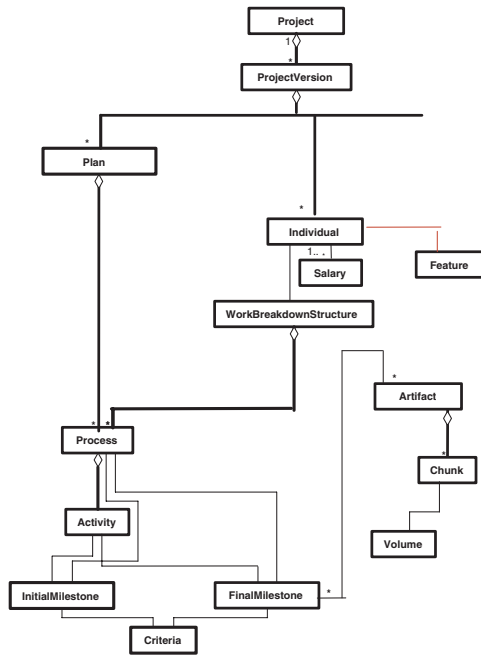 Project
1
*
ProjectVersion
*
Plan
*
Individual
1.. .
Salary
Feature
WorkBreakdownStructure
*
Artifact
* *
Process
*
Chunk
Activity
Volume
InitialMilestone
FinalMilestone
*
Criteria